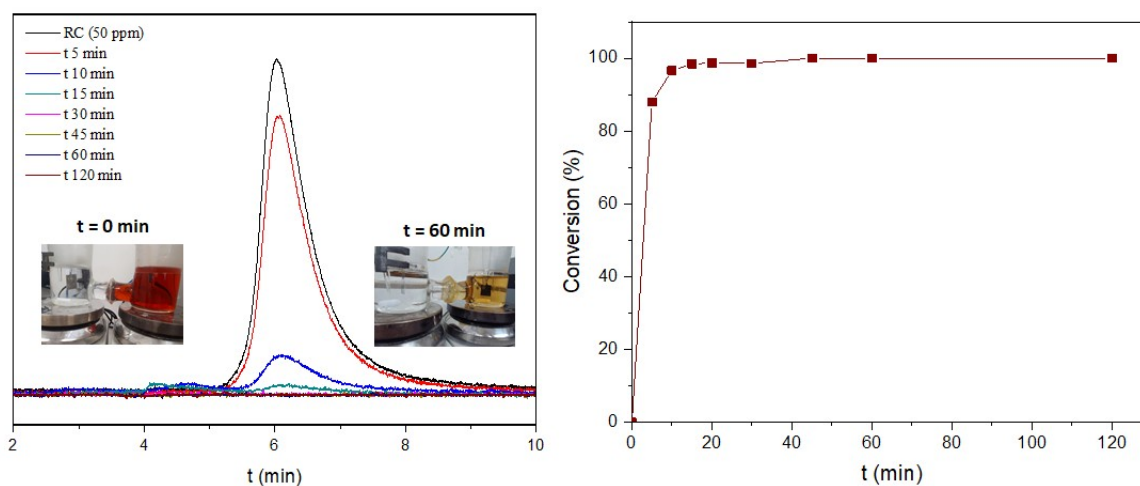 RC (50 ppm)
t 5 min
t 10 min
t 15 min
t 30 min
t 45 min
t 60 min
t 120 min
t = 0 min
t = 60 min
2
4
6
8
10
t (min)
Conversion (%)
100
80
60
40
20
0
0
20
40
60
80
100
120
t (min)